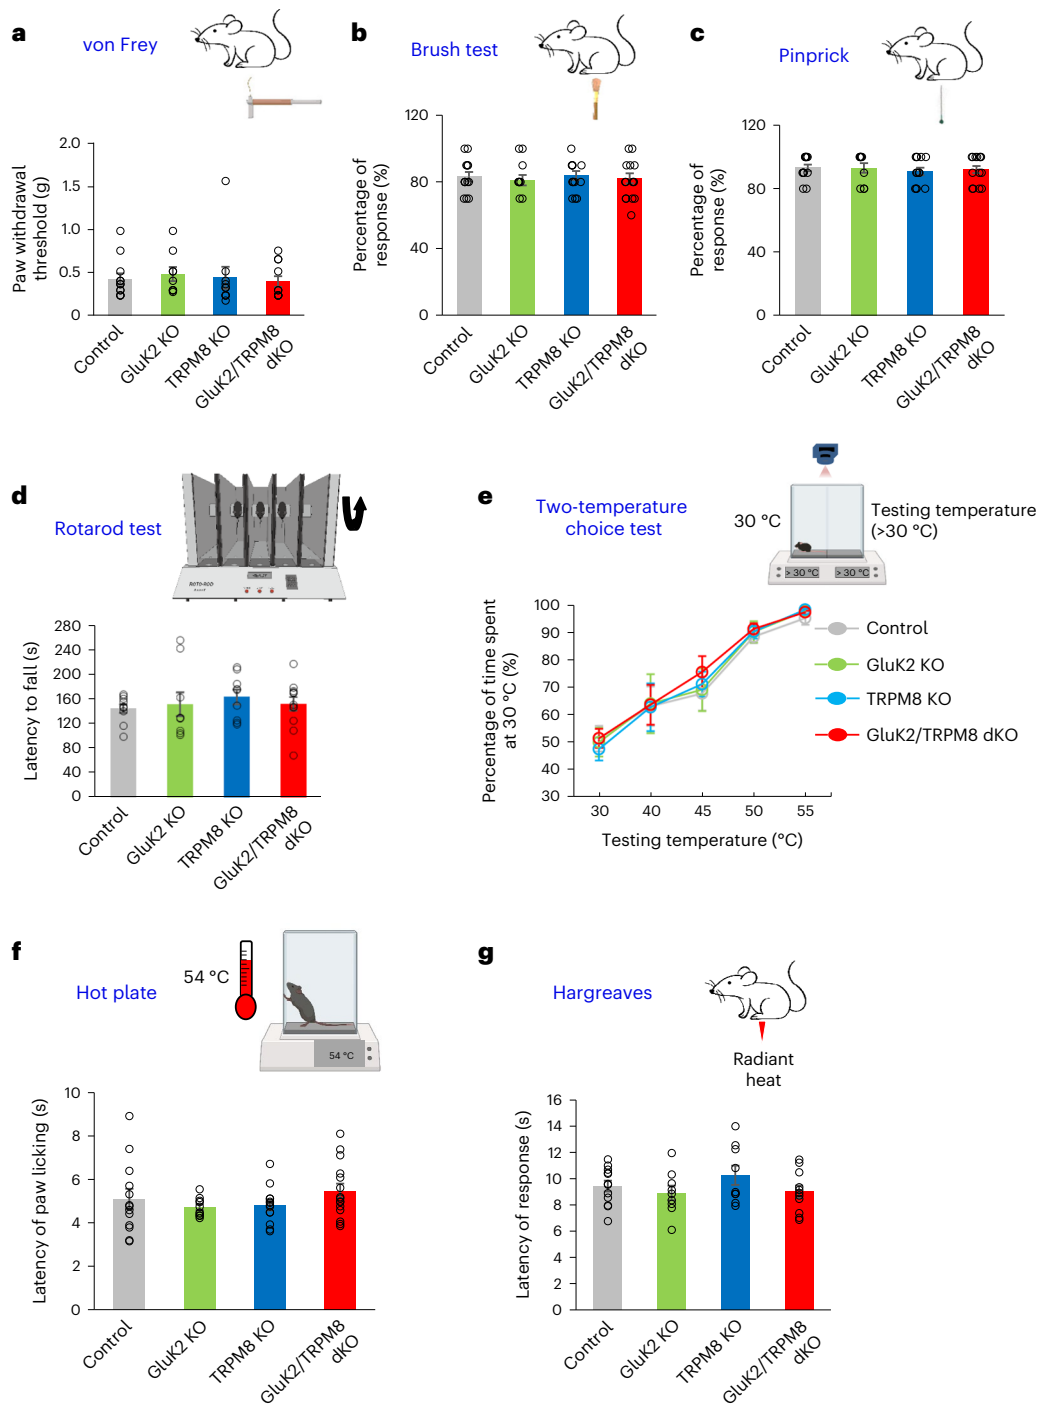 a
von Frey
Paw withdrawal
threshold (g)
2.0
1.5
1.0
0.5
0
Control
GluK2 KO
TRPM8 KO
GluK2/TRPM8
dKO
b
Brush test
Percentage of
response (%)
120
80
40
0
Control
GluK2 KO
TRPM8 KO
GluK2/TRPM8
dKO
c
Pinprick
Percentage of
response (%)
120
80
40
0
Control
GluK2 KO
TRPM8 KO
GluK2/TRPM8
dKO
d
Rotarod test
ROTO-ROD
Latency to fall (s)
280
240
200
160
120
80
40
0
Control
GluK2 KO
TRPM8 KO
GluK2/TRPM8
dKO
e
Two-temperature
choice test
30 °C
Testing temperature
(>30 °C)
> 30 °C
> 30 °C
Percentage of time spent
at 30 °C (%)
100
90
80
70
60
50
40
30
30
40
45
50
55
Testing temperature (°C)
Control
GluK2 KO
TRPM8 KO
GluK2/TRPM8 dKO
f
Hot plate
54 °C
54 °C
Latency of paw licking (s)
10
8
6
4
2
0
Control
GluK2 KO
TRPM8 KO
GluK2/TRPM8
dKO
g
Hargreaves
Radiant
heat
Latency of response (s)
16
14
12
10
8
6
4
2
0
Control
GluK2 KO
TRPM8 KO
GluK2/TRPM8
dKO